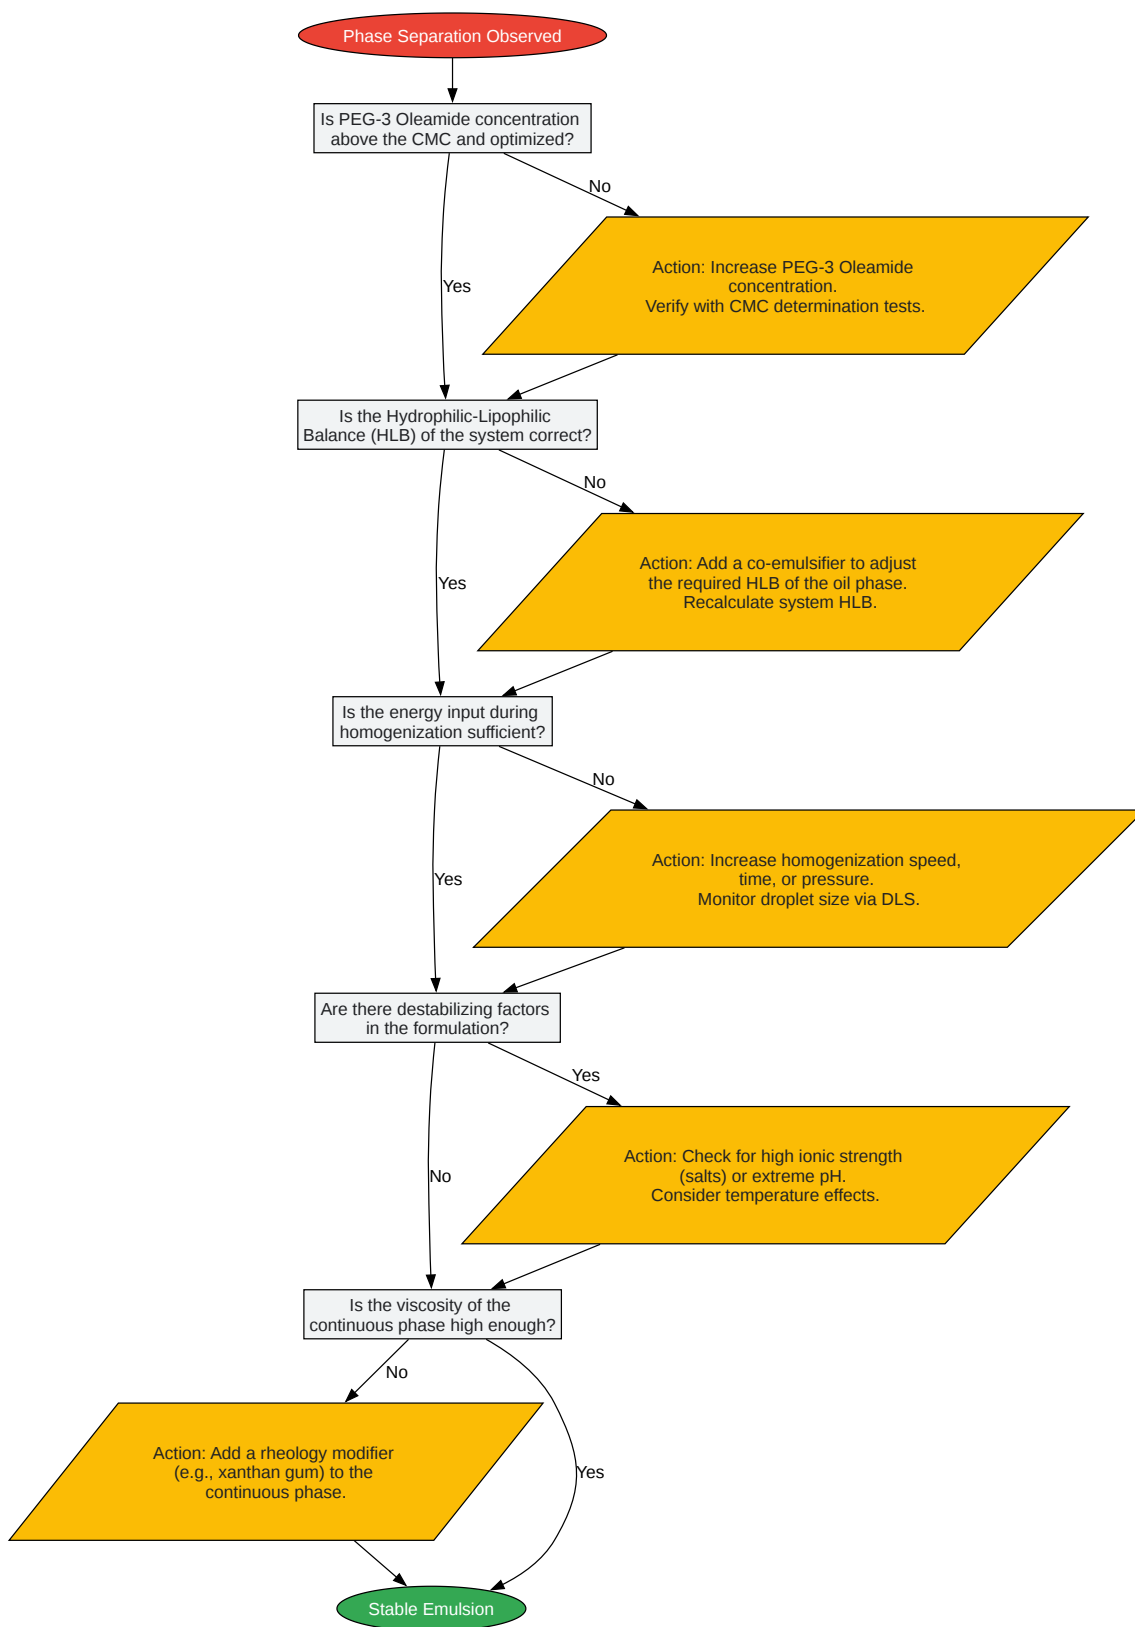 Phase Separation Observed
Is PEG-3 Oleamide concentration
above the CMC and optimized?
No
Action: Increase PEG-3 Oleamide
concentration.
Verify with CMC determination tests.
Yes
Is the Hydrophilic-Lipophilic
Balance (HLB) of the system correct?
No
Action: Add a co-emulsifier to adjust
the required HLB of the oil phase.
Recalculate system HLB.
Yes
Is the energy input during
homogenization sufficient?
No
Action: Increase homogenization speed,
time, or pressure.
Monitor droplet size via DLS.
Yes
Are there destabilizing factors
in the formulation?
Yes
Action: Check for high ionic strength
(salts) or extreme pH.
Consider temperature effects.
No
Is the viscosity of the
continuous phase high enough?
No
Action: Add a rheology modifier
(e.g., xanthan gum) to the
continuous phase.
Yes
Stable Emulsion